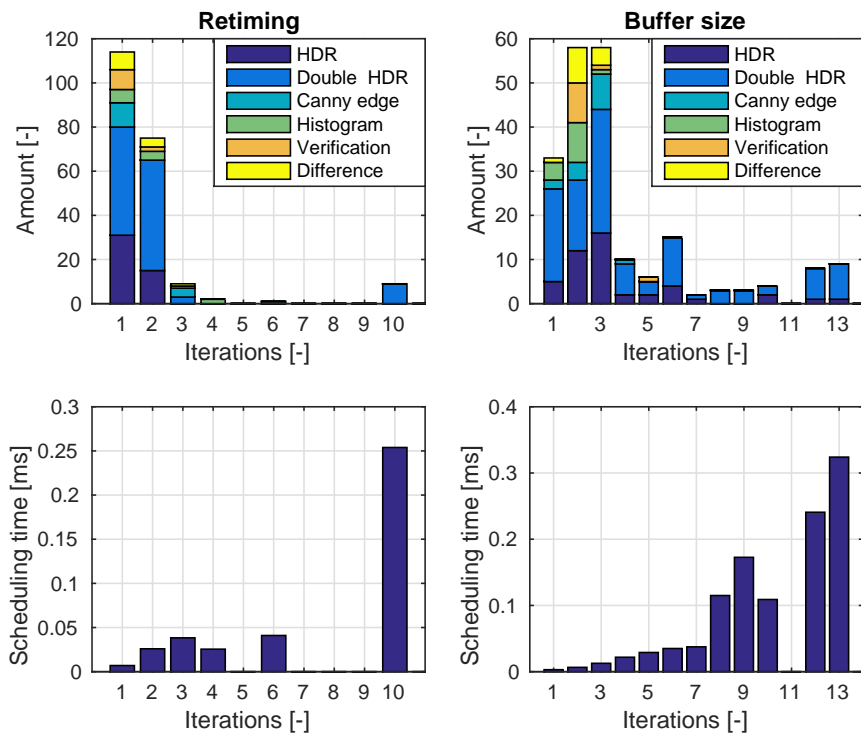 Retiming
120
100
80
60
40
20
0
Amount [-]
HDR
Double HDR
Canny edge
Histogram
Verification
Difference
1 2 3 4 5 6 7 8 9 10
Iterations [-]
Buffer size
60
50
40
30
20
10
0
Amount [-]
HDR
Double HDR
Canny edge
Histogram
Verification
Difference
1 3 5 7 9 11 13
Iterations [-]
0.3
0.25
0.2
0.15
0.1
0.05
0
Scheduling time [ms]
1 2 3 4 5 6 7 8 9 10
Iterations [-]
0.4
0.3
0.2
0.1
0
Scheduling time [ms]
1 3 5 7 9 11 13
Iterations [-]